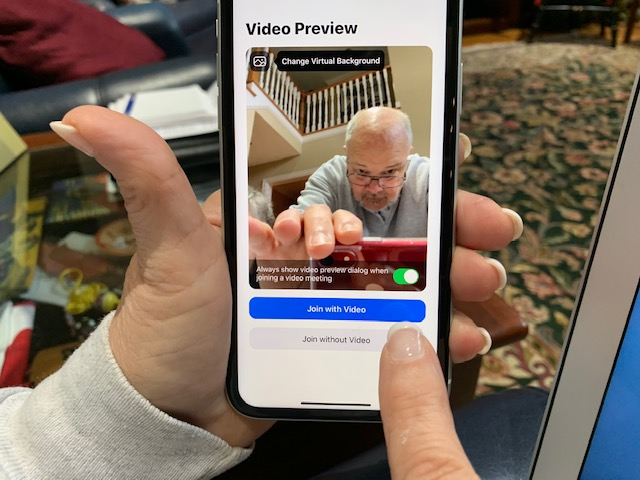 Video Preview
Change Virtual Background
Always show video preview dialog when
joining a video meeting
Join with Video
Join without Video